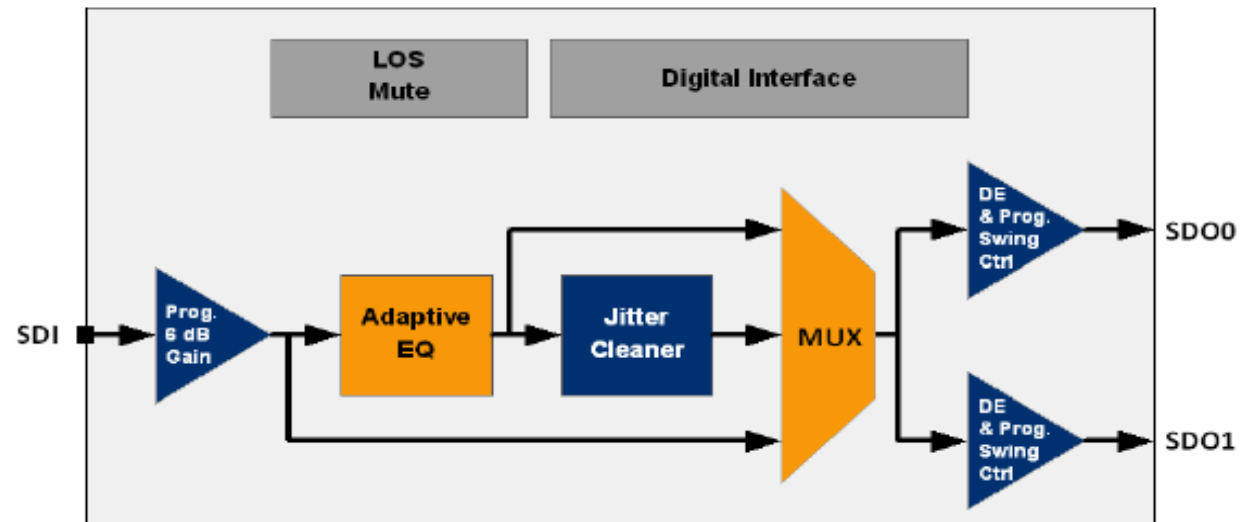 LOS
Mute
Digital Interface
DE
& Prog.
Swing
Ctrl
SDO0
SDI
Prog.
6 dB
Gain
Adaptive
EQ
Jitter
Cleaner
MUX
DE
& Prog.
Swing
Ctrl
SDO1